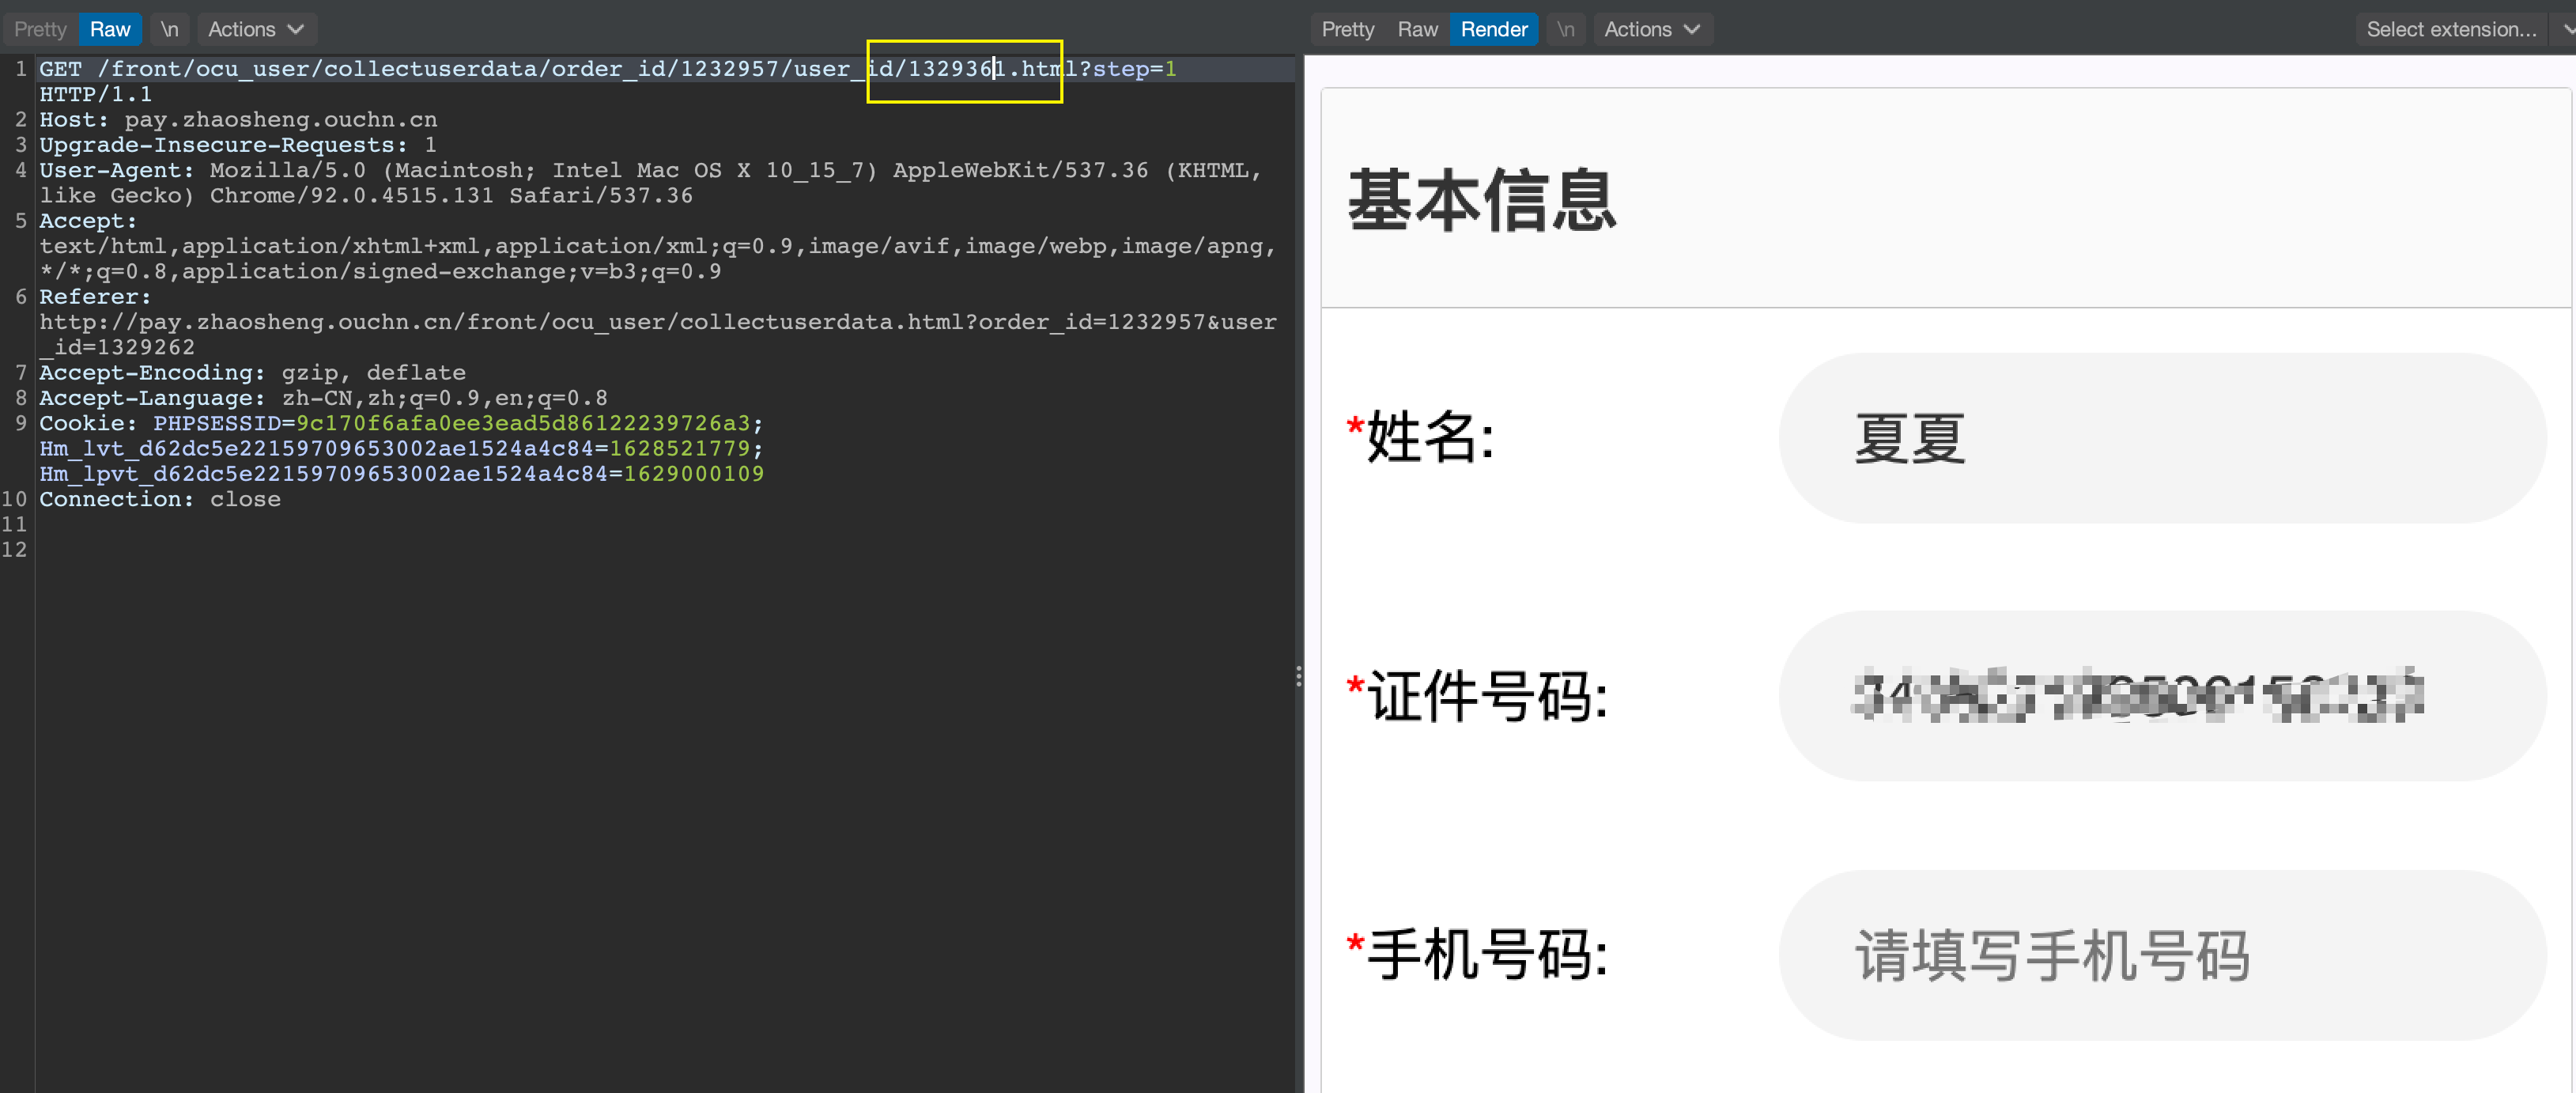 Pretty Raw \n Actions
1 GET /front/ocu_user/collectuserdata/order_id/1232957/user_id/1329361.html?step=1
HTTP/1.1
2 Host: pay.zhaosheng.ouchn.cn
3 Upgrade-Insecure-Requests: 1
4 User-Agent: Mozilla/5.0 (Macintosh; Intel Mac OS X 10_15_7) AppleWebKit/537.36 (KHTML,
like Gecko) Chrome/92.0.4515.131 Safari/537.36
5 Accept:
text/html,application/xhtml+xml,application/xml;q=0.9,image/avif,image/webp,image/apng,
*/*;q=0.8,application/signed-exchange;v=b3;q=0.9
6 Referer:
http://pay.zhaosheng.ouchn.cn/front/ocu_user/collectuserdata.html?order_id=1232957&user
_id=1329262
7 Accept-Encoding: gzip, deflate
8 Accept-Language: zh-CN,zh;q=0.9,en;q=0.8
9 Cookie: PHPSESSID=9c170f6afa0ee3ead5d86122239726a3;
Hm_lvt_d62dc5e22159709653002ae1524a4c84=1628521779;
Hm_lpvt_d62dc5e22159709653002ae1524a4c84=1629000109
10 Connection: close
11
12
Pretty Raw Render \n Actions Select extension...
基本信息
*姓名: 夏夏
*证件号码:
*手机号码: 请填写手机号码